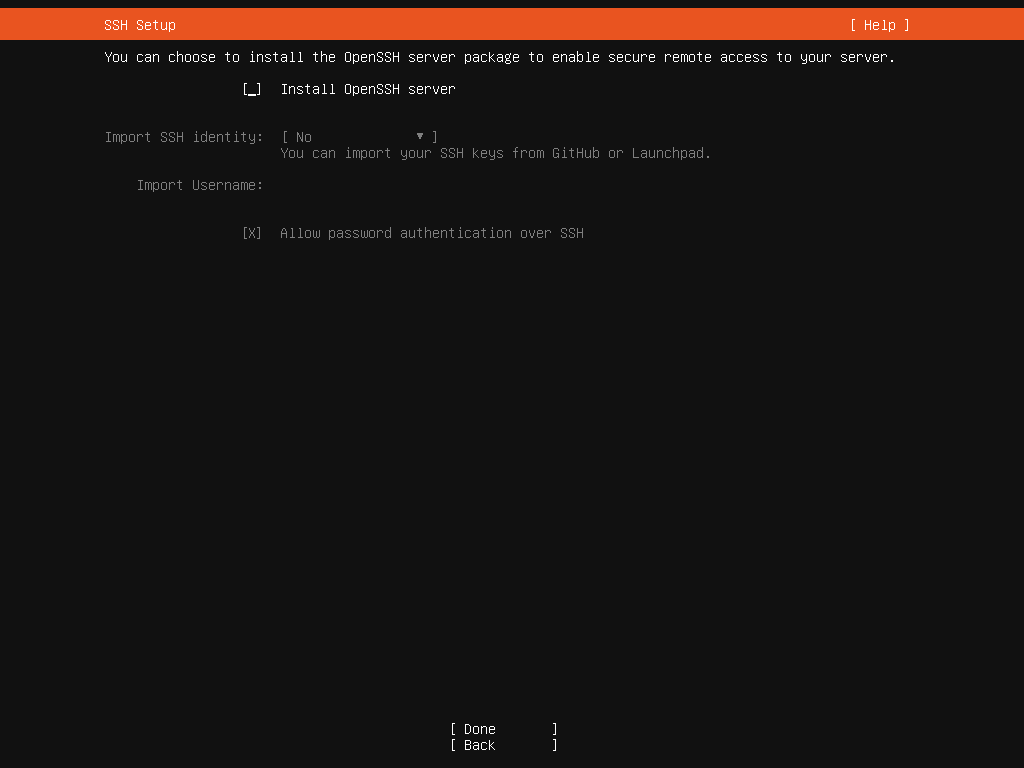 SSH Setup [ Help ]
You can choose to install the OpenSSH server package to enable secure remote access to your server.
[_] Install OpenSSH server
Import SSH identity: [ No ▼ ]
You can import your SSH keys from GitHub or Launchpad.
Import Username:
[X] Allow password authentication over SSH
[ Done ]
[ Back ]